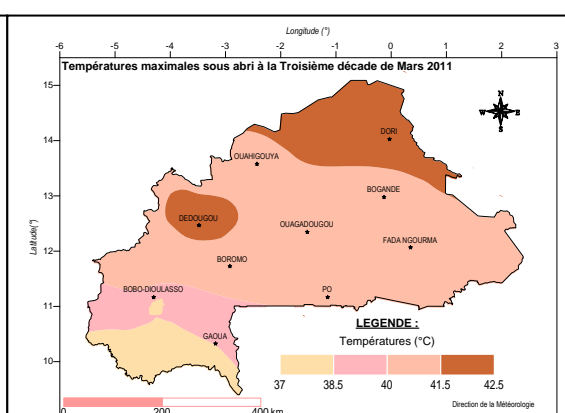 Longitude (°)
-6 -5 -4 -3 -2 -1 0 1 2 3
Températures maximales sous abri à la Troisième décade de Mars 2011
15
N
W E
S
14
DORI
OUAHIGOUYA
13
BOGANDE
DEDOUGOU
OUAGADOUGOU
FADA NGOURMA
Latitude(°)
12
BOROMO
BOBO-DIOULASSO
PO
11
LEGENDE :
GAOUA
Températures (°C)
10
37 38.5 40 41.5 42.5
Direction de la Météorologie
0 200 400 km